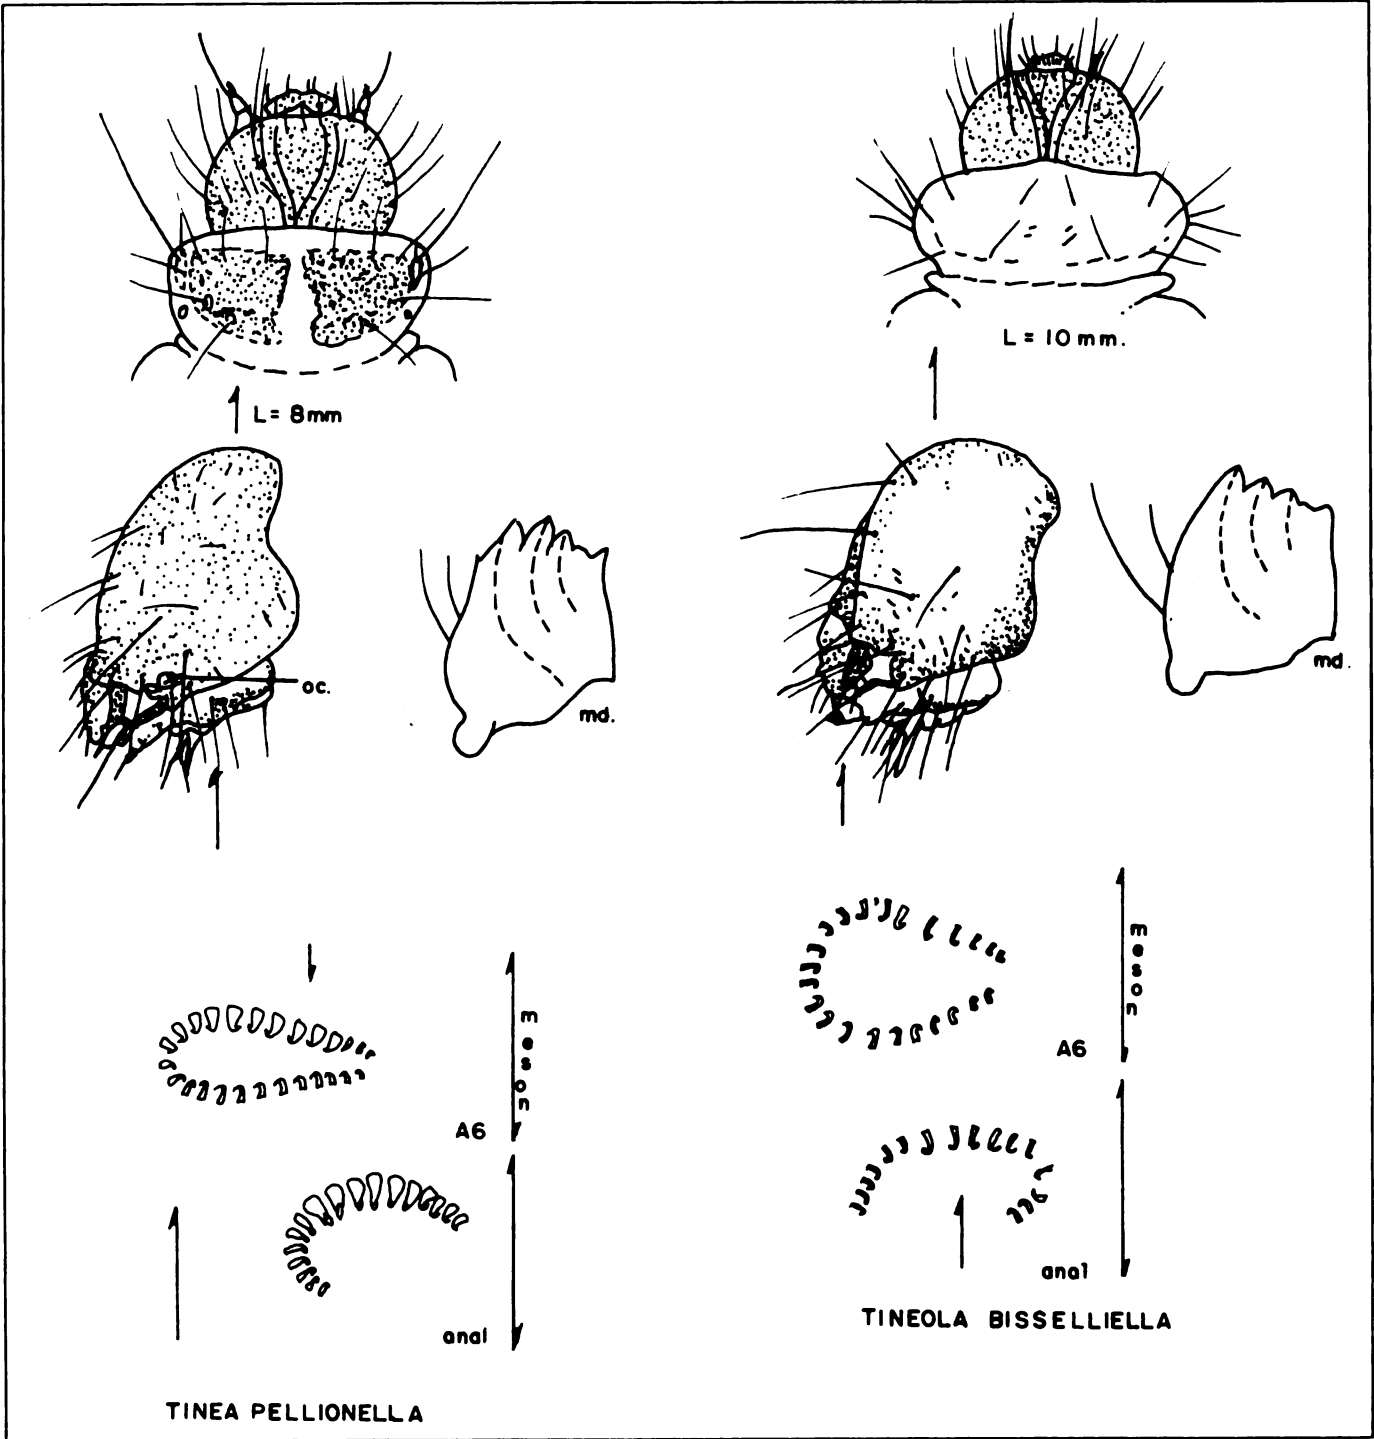 L = 8mm
L = 10 mm.
oc.
md.
md.
meson
A6
anal
TINEA PELLIONELLA
meson
A6
anal
TINEOLA BISSELLIELLA